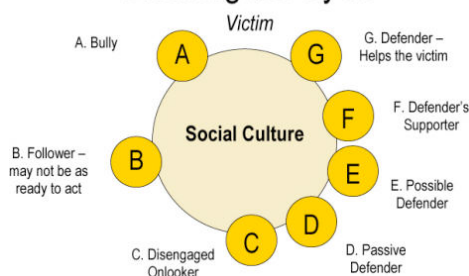 Victim
A. Bully
A
G
G. Defender –
Helps the victim
F
F. Defender's
Supporter
Social Culture
B. Follower –
may not be as
ready to act
B
E
E. Possible
Defender
D
D. Passive
Defender
C
C. Disengaged
Onlooker